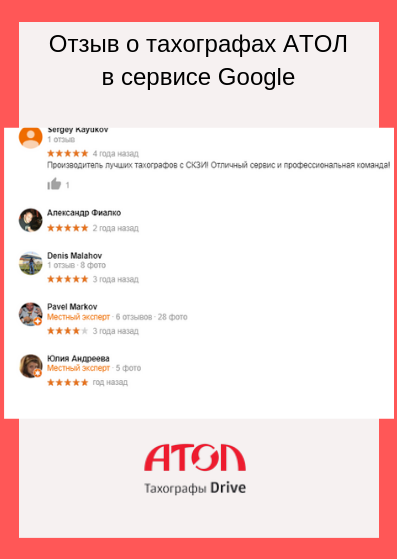 Отзыв о тахографах АТОЛ
в сервисе Google
Sergey Kayukov
1 отзыв
4 года назад
Производитель лучших тахографов с СКЗИ! Отличный сервис и профессиональная команда!
1
Александр Фиалко
2 года назад
Denis Malahov
1 отзыв · 8 фото
3 года назад
Pavel Markov
Местный эксперт · 6 отзывов · 28 фото
3 года назад
Юлия Андреева
Местный эксперт · 5 фото
год назад
АТОЛ
Тахографы Drive